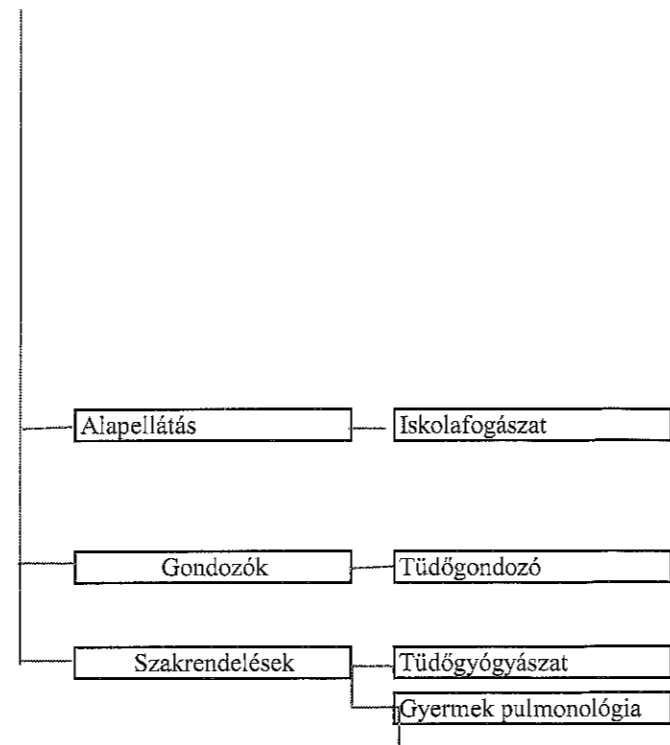 Alapellátás
Iskolafogászat
Gondozók
Tüdőgondozó
Szakrendelések
Tüdőgyógyászat
Gyermek pulmonológia